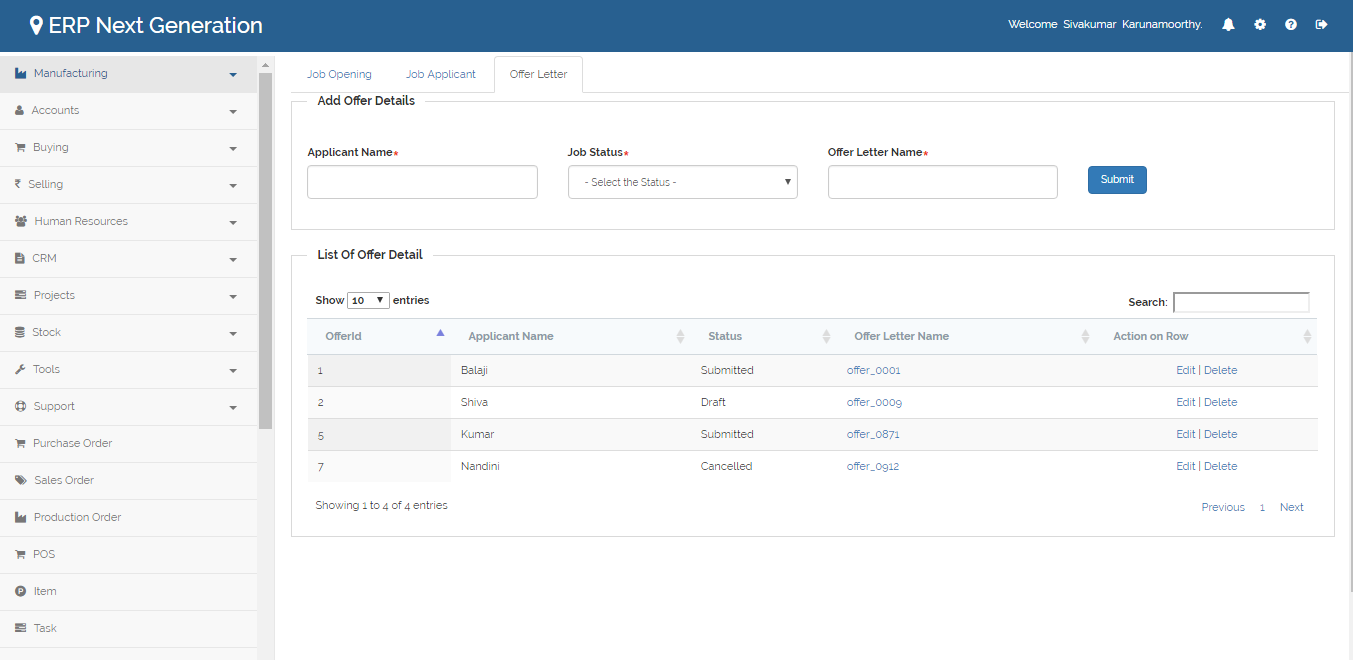 ERP Next Generation
Welcome Sivakumar Karunamoorthy.
Manufacturing
Accounts
Buying
Selling
Human Resources
CRM
Projects
Stock
Tools
Support
Purchase Order
Sales Order
Production Order
POS
Item
Task
Job Opening Job Applicant Offer Letter
Add Offer Details
Applicant Name* Job Status* Offer Letter Name*
- Select the Status - Submit
List Of Offer Detail
Show 10 entries Search:
OfferId Applicant Name Status Offer Letter Name Action on Row
1 Balaji Submitted offer_0001 Edit | Delete
2 Shiva Draft offer_0009 Edit | Delete
5 Kumar Submitted offer_0871 Edit | Delete
7 Nandini Cancelled offer_0912 Edit | Delete
Showing 1 to 4 of 4 entries Previous 1 Next